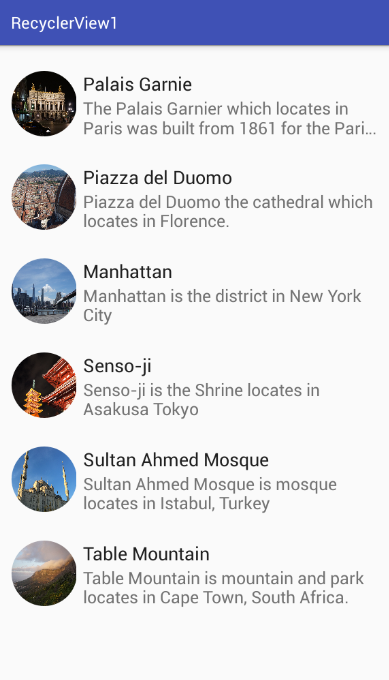 RecyclerView1
Palais Garnie
The Palais Garnier which locates in
Paris was built from 1861 for the Pari...
Piazza del Duomo
Piazza del Duomo the cathedral which
locates in Florence.
Manhattan
Manhattan is the district in New York
City
Senso-ji
Senso-ji is the Shrine locates in
Asakusa Tokyo
Sultan Ahmed Mosque
Sultan Ahmed Mosque is mosque
locates in Istabul, Turkey
Table Mountain
Table Mountain is mountain and park
locates in Cape Town, South Africa.